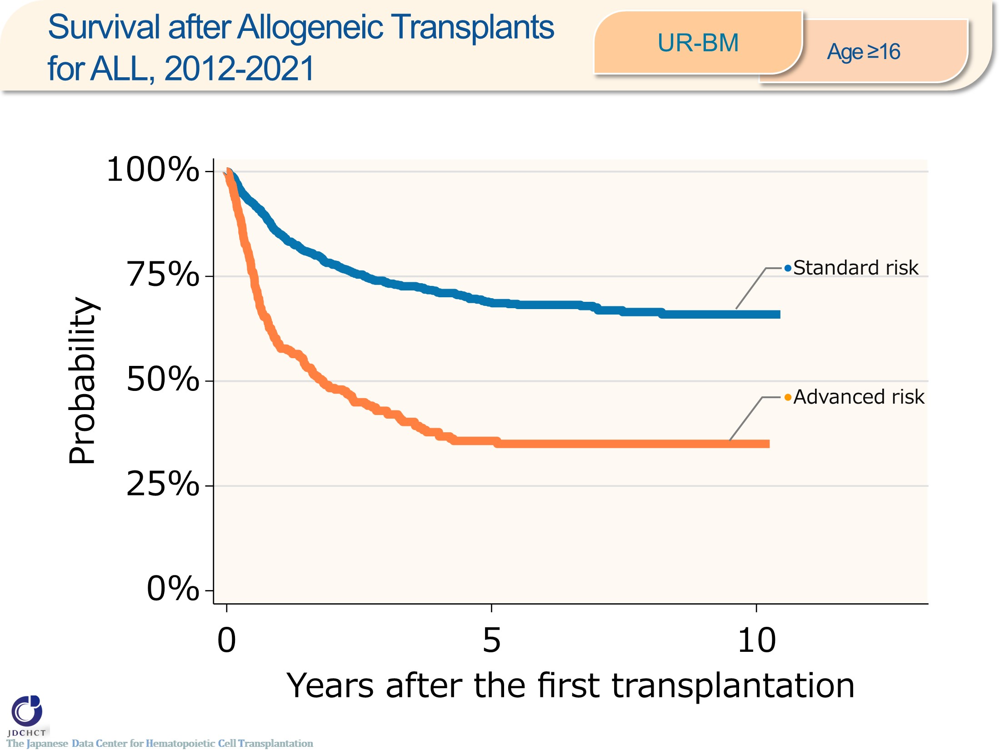 Survival after Allogeneic Transplants
for ALL, 2012-2021
UR-BM
Age ≥16
100%
75%
50%
25%
0%
Probability
Standard risk
Advanced risk
0
5
10
Years after the first transplantation
JDCHCT
The Japanese Data Center for Hematopoietic Cell Transplantation